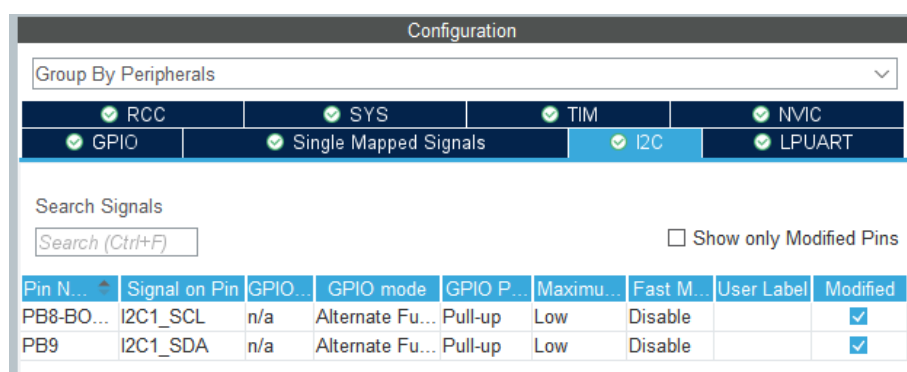 Configuration
Group By Peripherals
RCC SYS TIM NVIC
GPIO Single Mapped Signals I2C LPUART
Search Signals
Search (Ctrl+F) Show only Modified Pins
Pin N... Signal on Pin GPIO... GPIO mode GPIO P... Maximu... Fast M... User Label Modified
PB8-BO... I2C1_SCL n/a Alternate Fu... Pull-up Low Disable
PB9 I2C1_SDA n/a Alternate Fu... Pull-up Low Disable